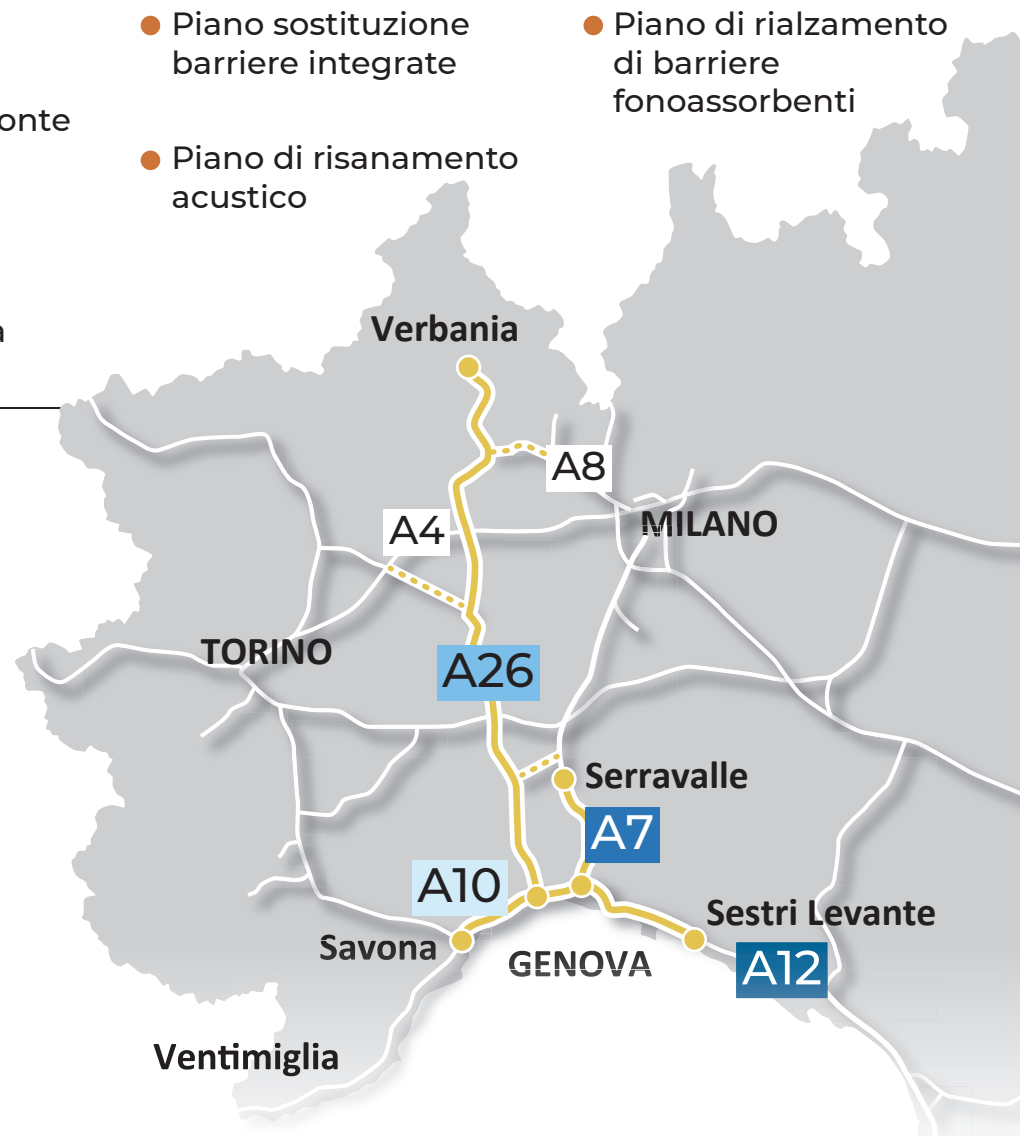 Piano sostituzione
barriere integrate
Piano di rialzamento
di barriere
fonoassorbenti
onte
Piano di risanamento
acustico
a
Verbania
A8
A4
MILANO
TORINO
A26
Serravalle
A7
A10
Sestri Levante
Savona
GENOVA
A12
Ventimiglia